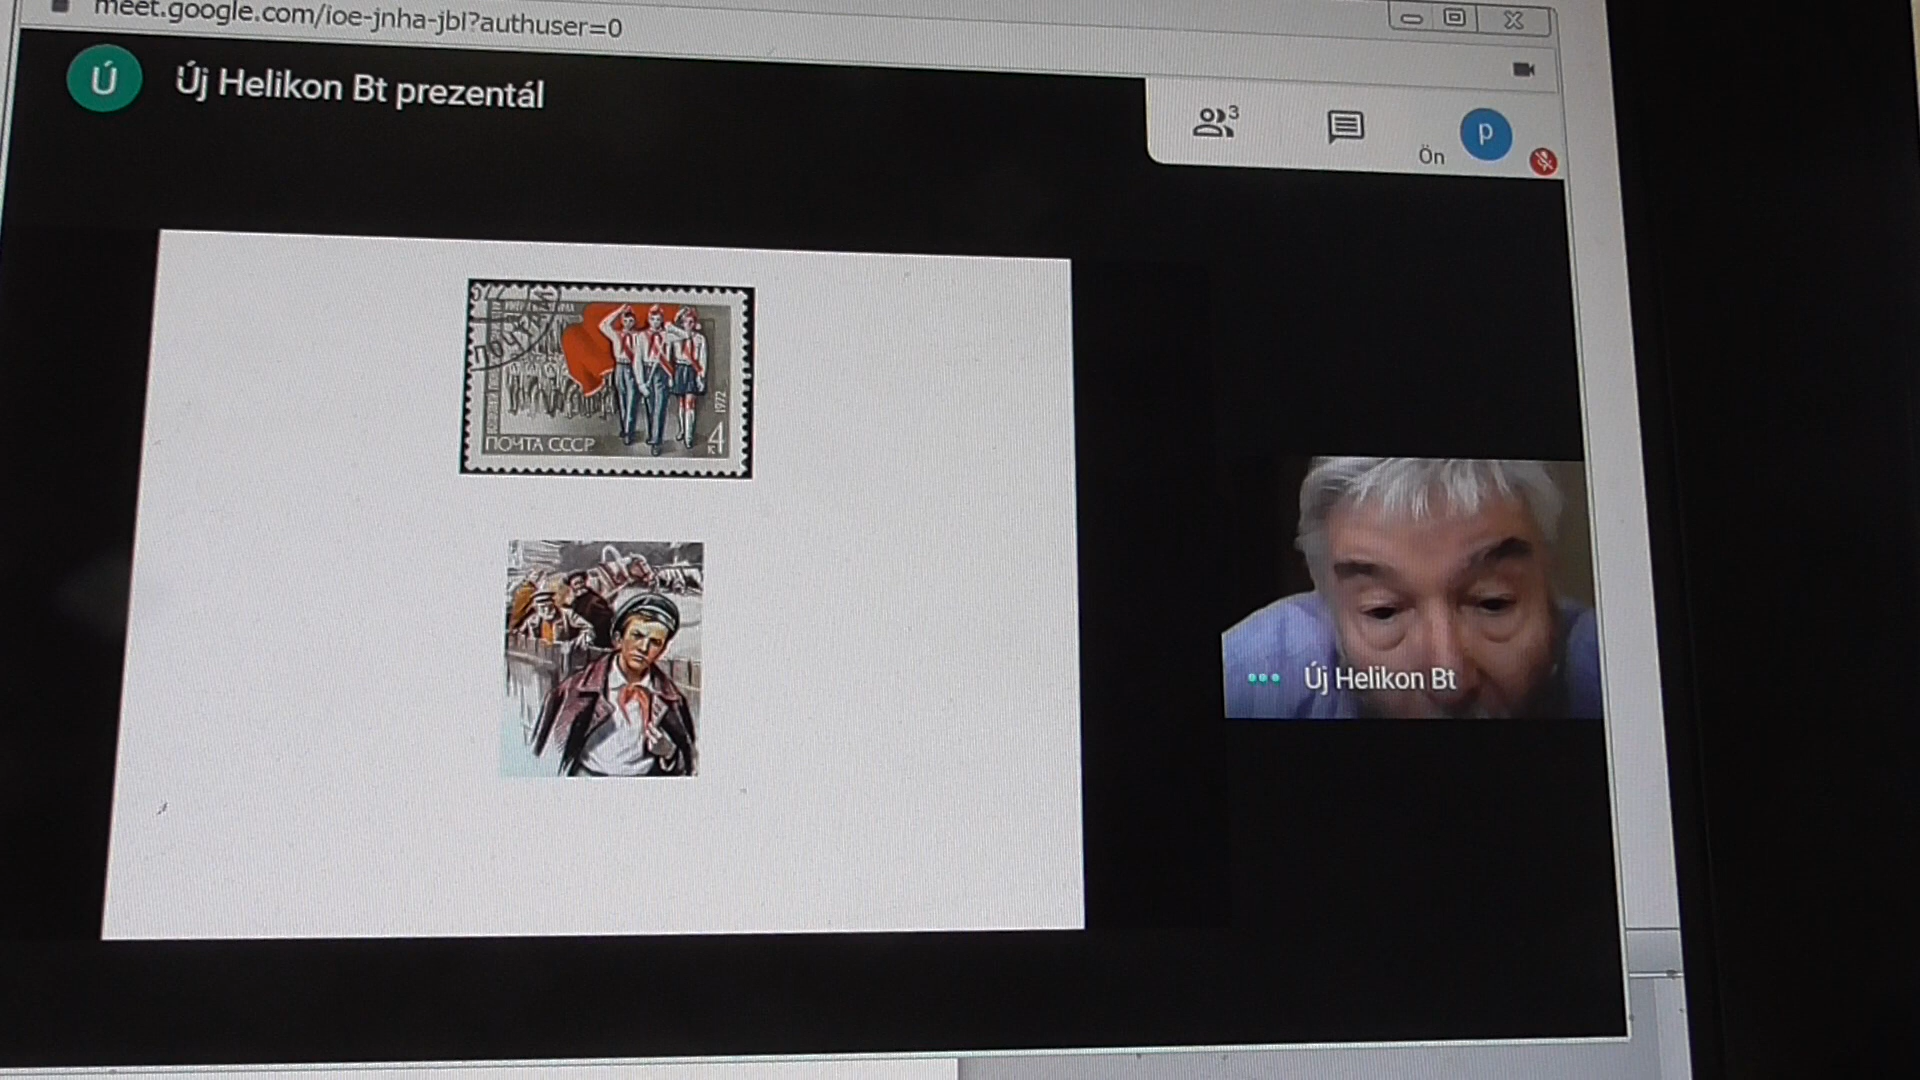 meet.google.com/ioe-jnha-jbl?authuser=0
Ú
Új Helikon Bt prezentál
3
Ön
p
ПОЧТА
1972
ПОЧТА СССР
4
К
Új Helikon Bt